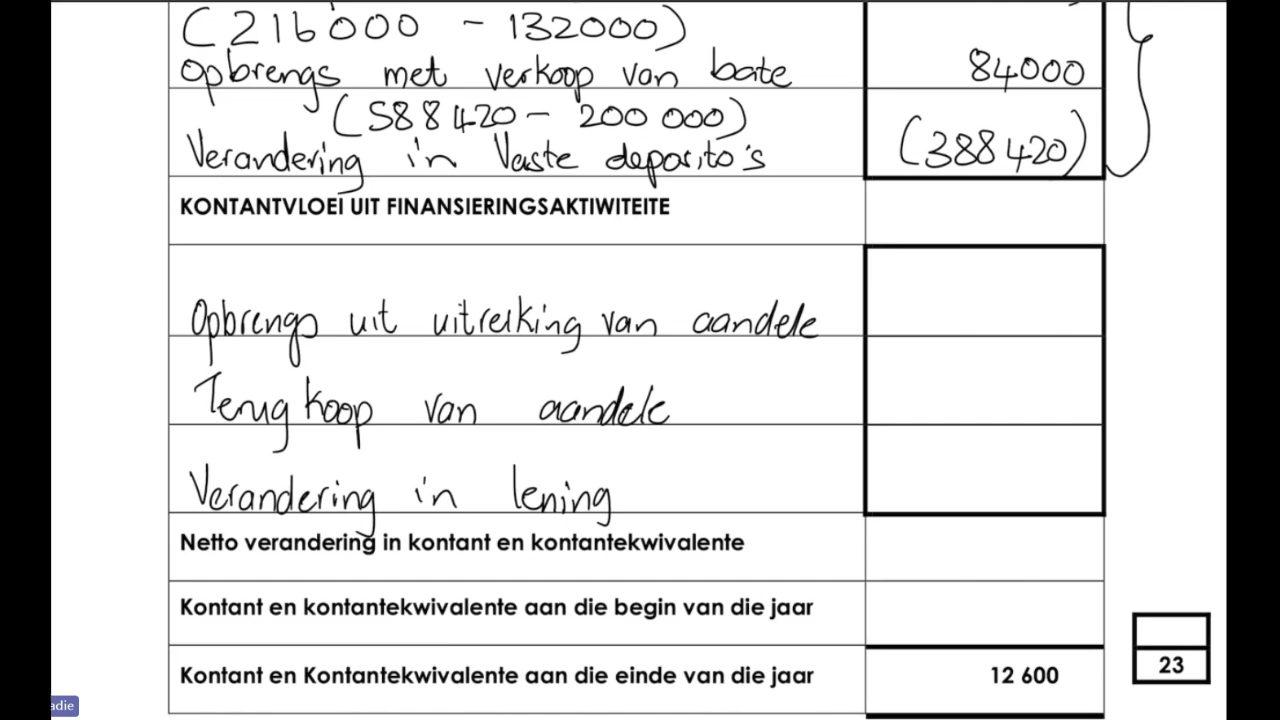 (216000 - 132000)
Opbrengs met verkoop van bate 84000
(588420 - 200 000)
Verandering in Vaste deposito's (388 420)
KONTANTVLOEI UIT FINANSIERINGSAKTIWITEITE
Opbrengs uit uitreiking van aandele
Terugkoop van aandele
Verandering in lening
Netto verandering in kontant en kontantekwivalente
Kontant en kontantekwivalente aan die begin van die jaar
Kontant en Kontantekwivalente aan die einde van die jaar 12 600
23
adie